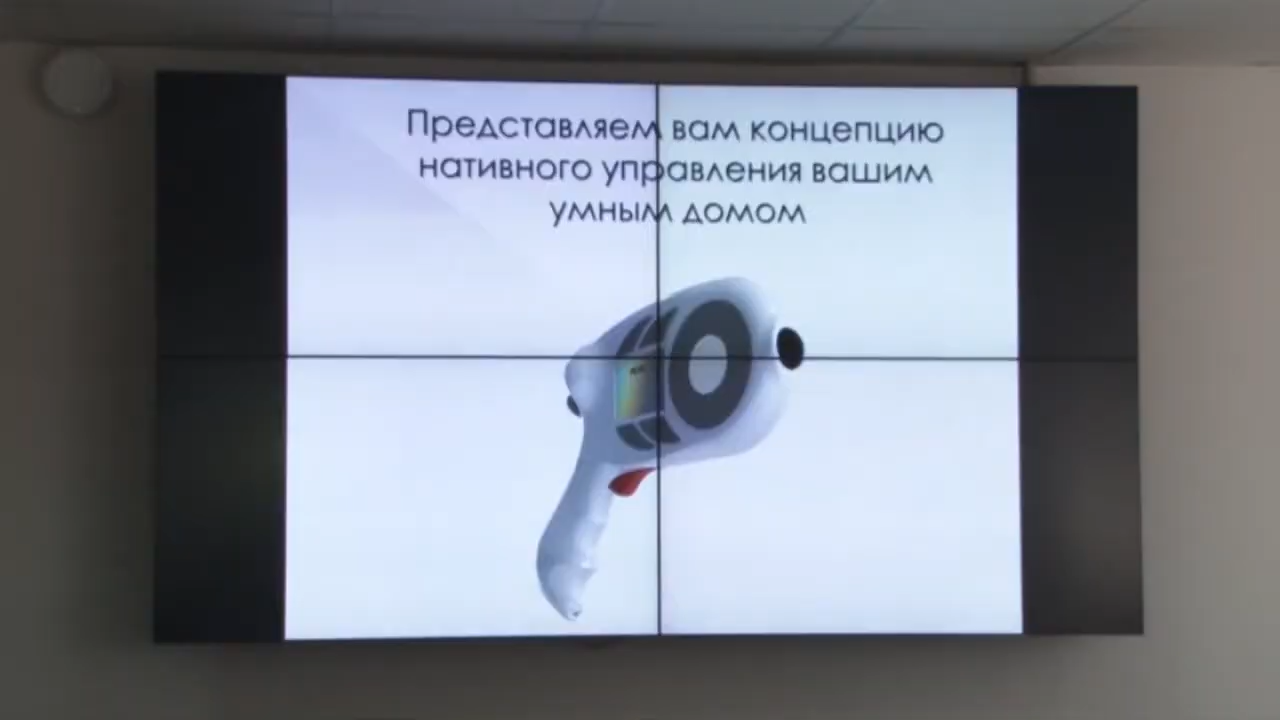 Представляем вам концепцию
нативного управления вашим
умным домом